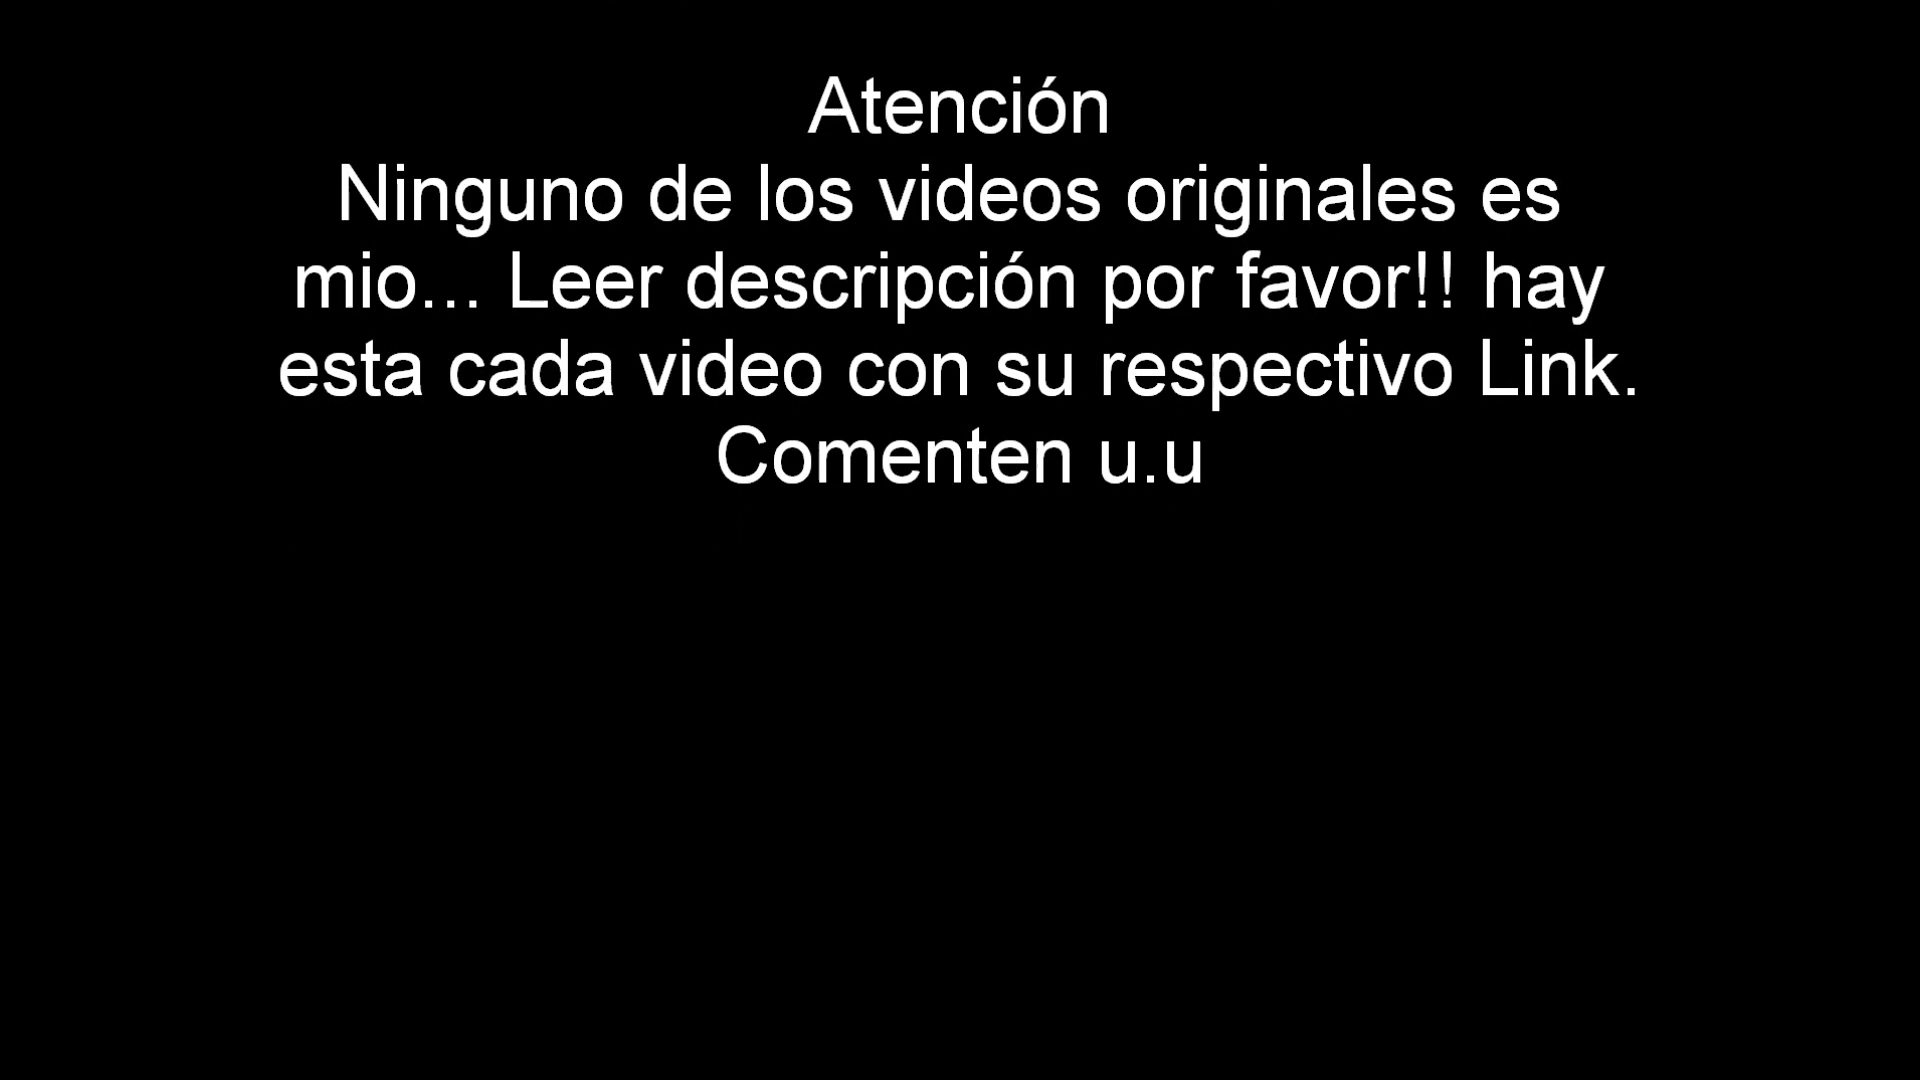 Atención
Ninguno de los videos originales es
mio... Leer descripción por favor!! hay
esta cada video con su respectivo Link.
Comenten u.u